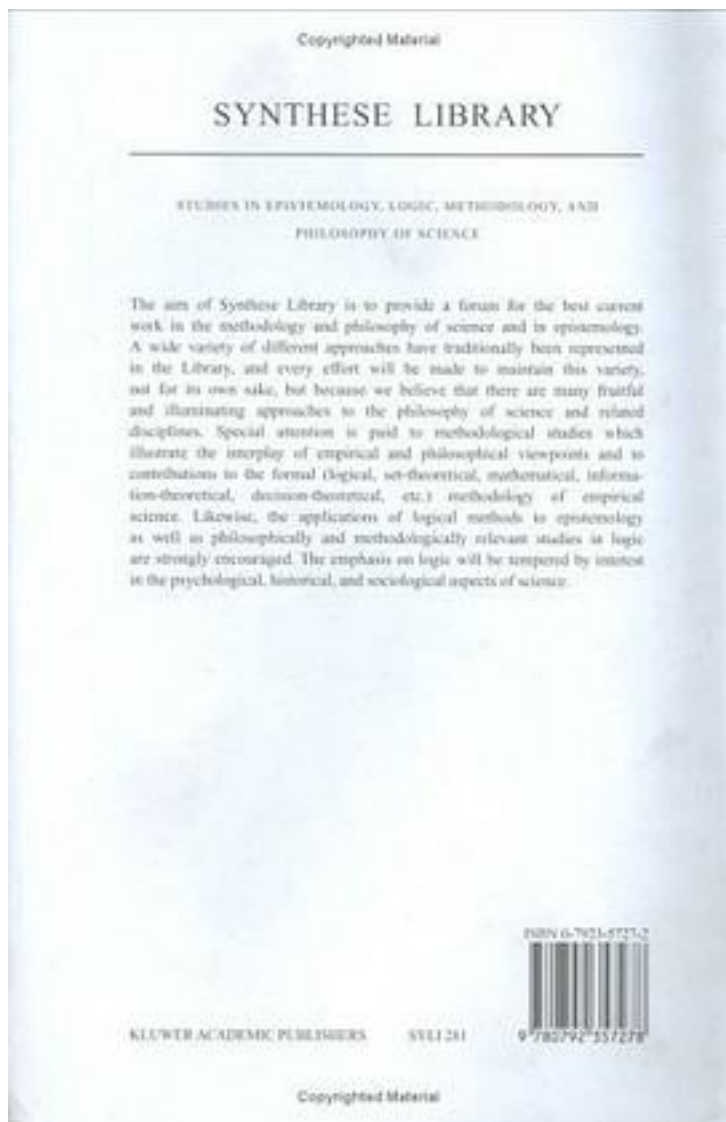 Copyrighted Material
SYNTHESE LIBRARY
STUDIES IN EPISTEMOLOGY, LOGIC, METHODOLOGY, AND
PHILOSOPHY OF SCIENCE
The aim of Synthese Library is to provide a forum for the best current
work in the methodology and philosophy of science and in epistemology.
A wide variety of different approaches have traditionally been represented
in the Library, and every effort will be made to maintain this variety,
not for its own sake, but because we believe that there are many fruitful
and illuminating approaches to the philosophy of science and related
disciplines. Special attention is paid to methodological studies which
illustrate the interplay of empirical and philosophical viewpoints and to
contributions to the formal (logical, set-theoretical, mathematical, informa-
tion-theoretical, decision-theoretical, etc.) methodology of empirical
science. Likewise, the applications of logical methods to epistemology
as well as philosophically and methodologically relevant studies in logic
are strongly encouraged. The emphasis on logic will be tempered by interest
in the psychological, historical, and sociological aspects of science.
ISBN 0-7923-5727-2
KLUWER ACADEMIC PUBLISHERS SYLI 281
9 780792 357278
Copyrighted Material